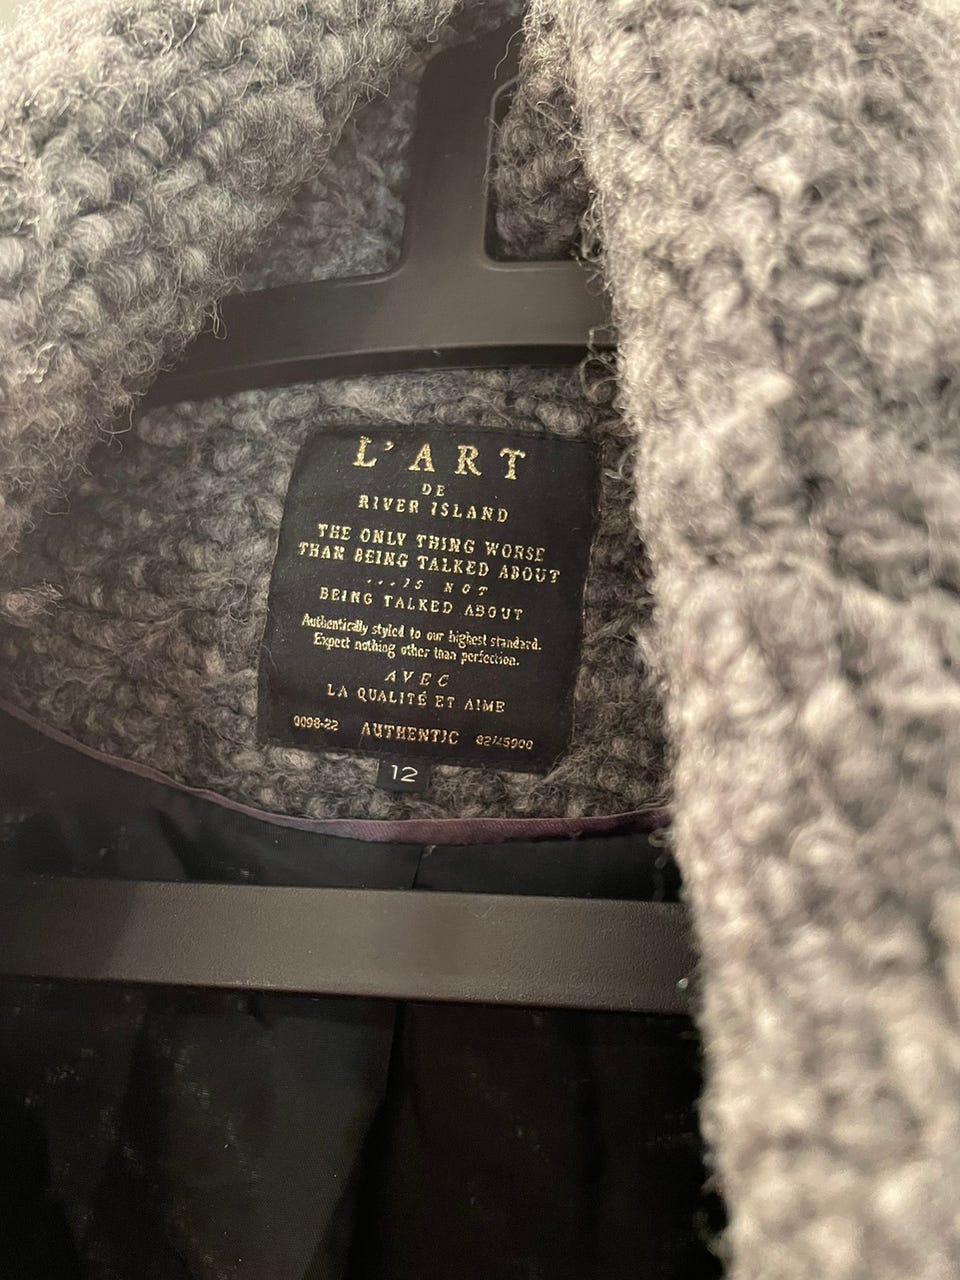 L'ART
DE
RIVER ISLAND
THE ONLY THING WORSE
THAN BEING TALKED ABOUT
...IS NOT
BEING TALKED ABOUT
Authentically styled to our highest standard.
Expect nothing other than perfection.
AVEC
LA QUALITÉ ET AIME
0098-22 AUTHENTIC 82/45900
12